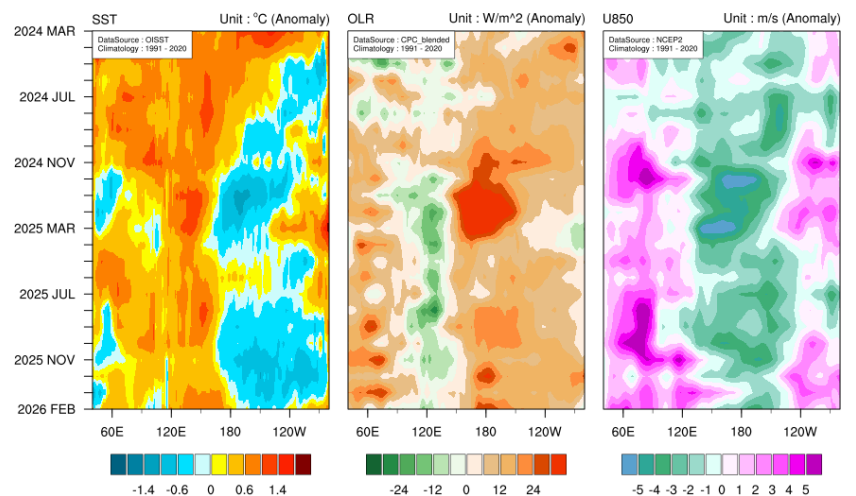 SST Unit : °C (Anomaly)
OLR Unit : W/m^2 (Anomaly)
U850 Unit : m/s (Anomaly)
DataSource : OISST
Climatology : 1991 - 2020
DataSource : CPC_blended
Climatology : 1991 - 2020
DataSource : NCEP2
Climatology : 1991 - 2020
2024 MAR
2024 JUL
2024 NOV
2025 MAR
2025 JUL
2025 NOV
2026 FEB
60E 120E 180 120W
60E 120E 180 120W
60E 120E 180 120W
-1.4 -0.6 0 0.6 1.4
-24 -12 0 12 24
-5 -4 -3 -2 -1 0 1 2 3 4 5